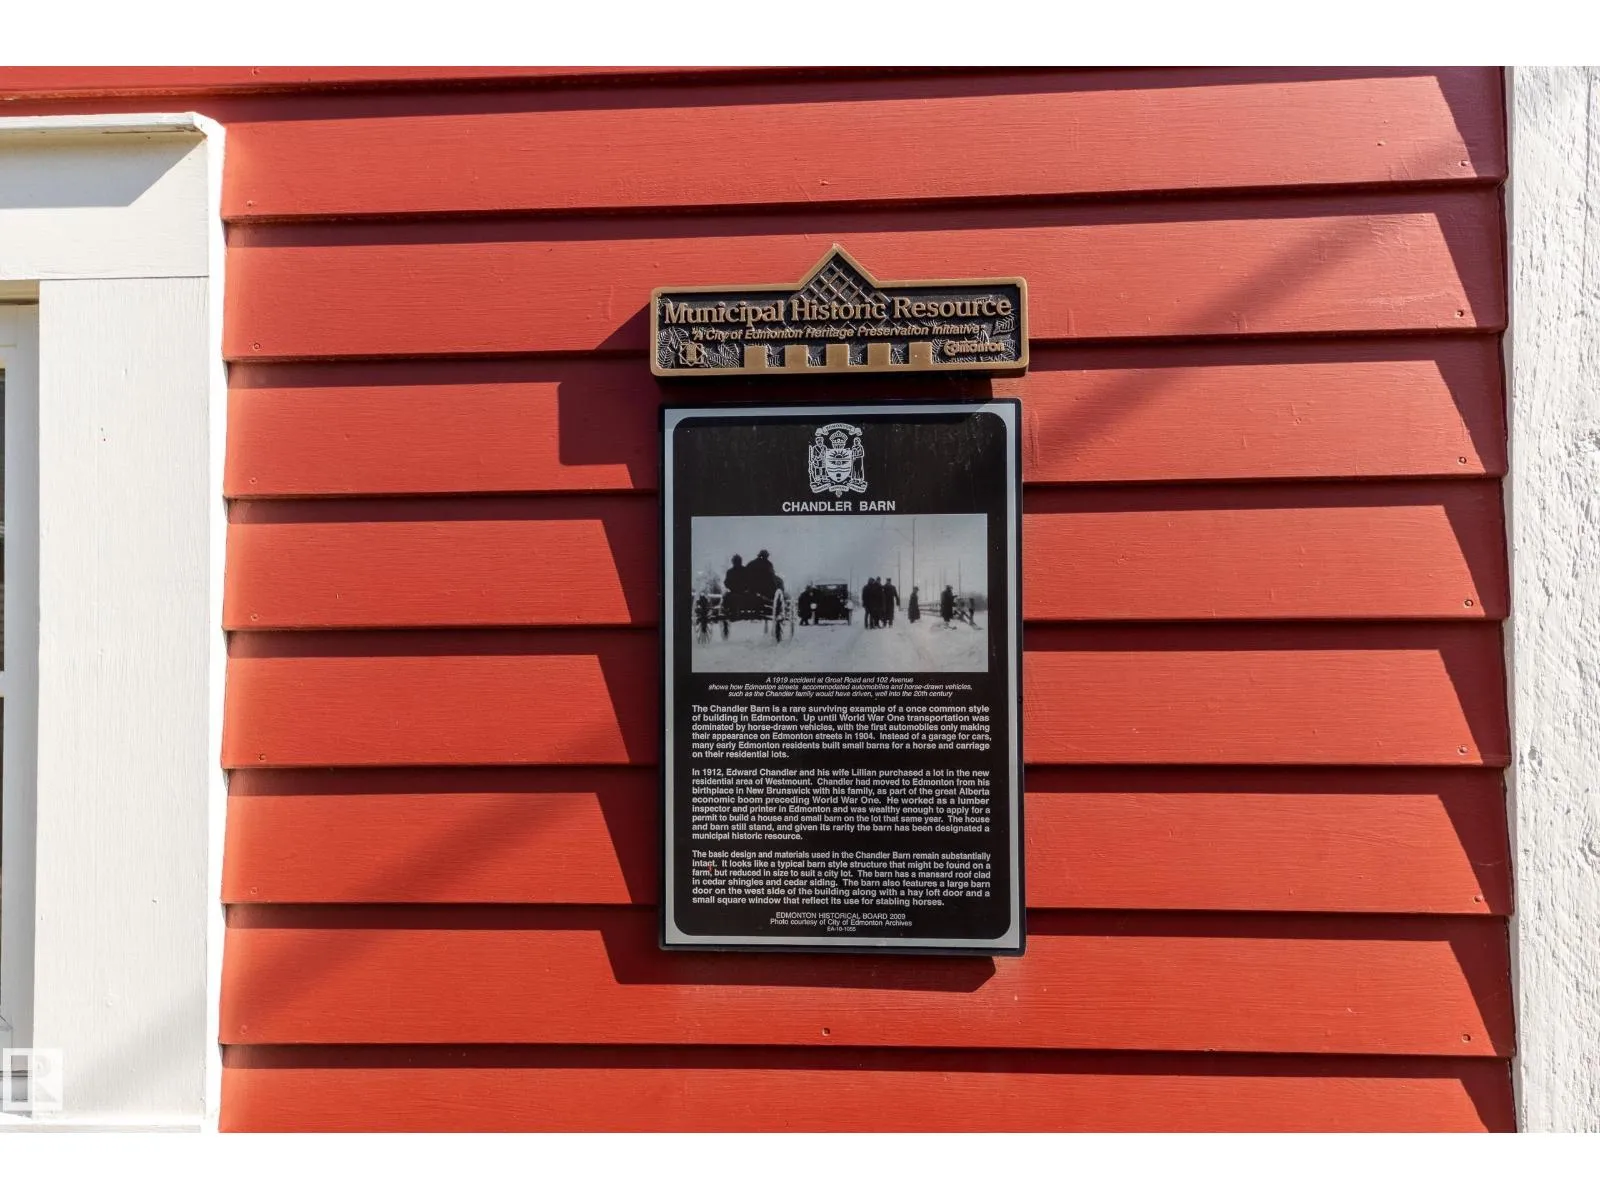 Municipal Historic Resource
"A City of Edmonton Heritage Preservation Initiative"
Edmonton
CHANDLER BARN
A 1919 accident at Groat Road and 102 Avenue
shows how Edmonton streets accommodated automobiles and horse-drawn vehicles,
such as the Chandler family would have driven, well into the 20th century
The Chandler Barn is a rare surviving example of a once common style
of building in Edmonton. Up until World War One transportation was
dominated by horse-drawn vehicles, with the first automobiles only making
their appearance on Edmonton streets in 1904. Instead of a garage for cars,
many early Edmonton residents built small barns for a horse and carriage
on their residential lots.
In 1912, Edward Chandler and his wife Lillian purchased a lot in the new
residential area of Westmount. Chandler had moved to Edmonton from his
birthplace in New Brunswick with his family, as part of the great Alberta
economic boom preceding World War One. He worked as a lumber
inspector and printer in Edmonton and was wealthy enough to apply for a
permit to build a house and small barn on the lot that same year. The house
and barn still stand, and given its rarity the barn has been designated a
municipal historic resource.
The basic design and materials used in the Chandler Barn remain substantially
intact. It looks like a typical barn style structure that might be found on a
farm, but reduced in size to suit a city lot. The barn has a mansard roof clad
in cedar shingles and cedar siding. The barn also features a large barn
door on the west side of the building along with a hay loft door and a
small square window that reflect its use for stabling horses.
EDMONTON HISTORICAL BOARD 2009
Photo courtesy of City of Edmonton Archives
EA-10-1055